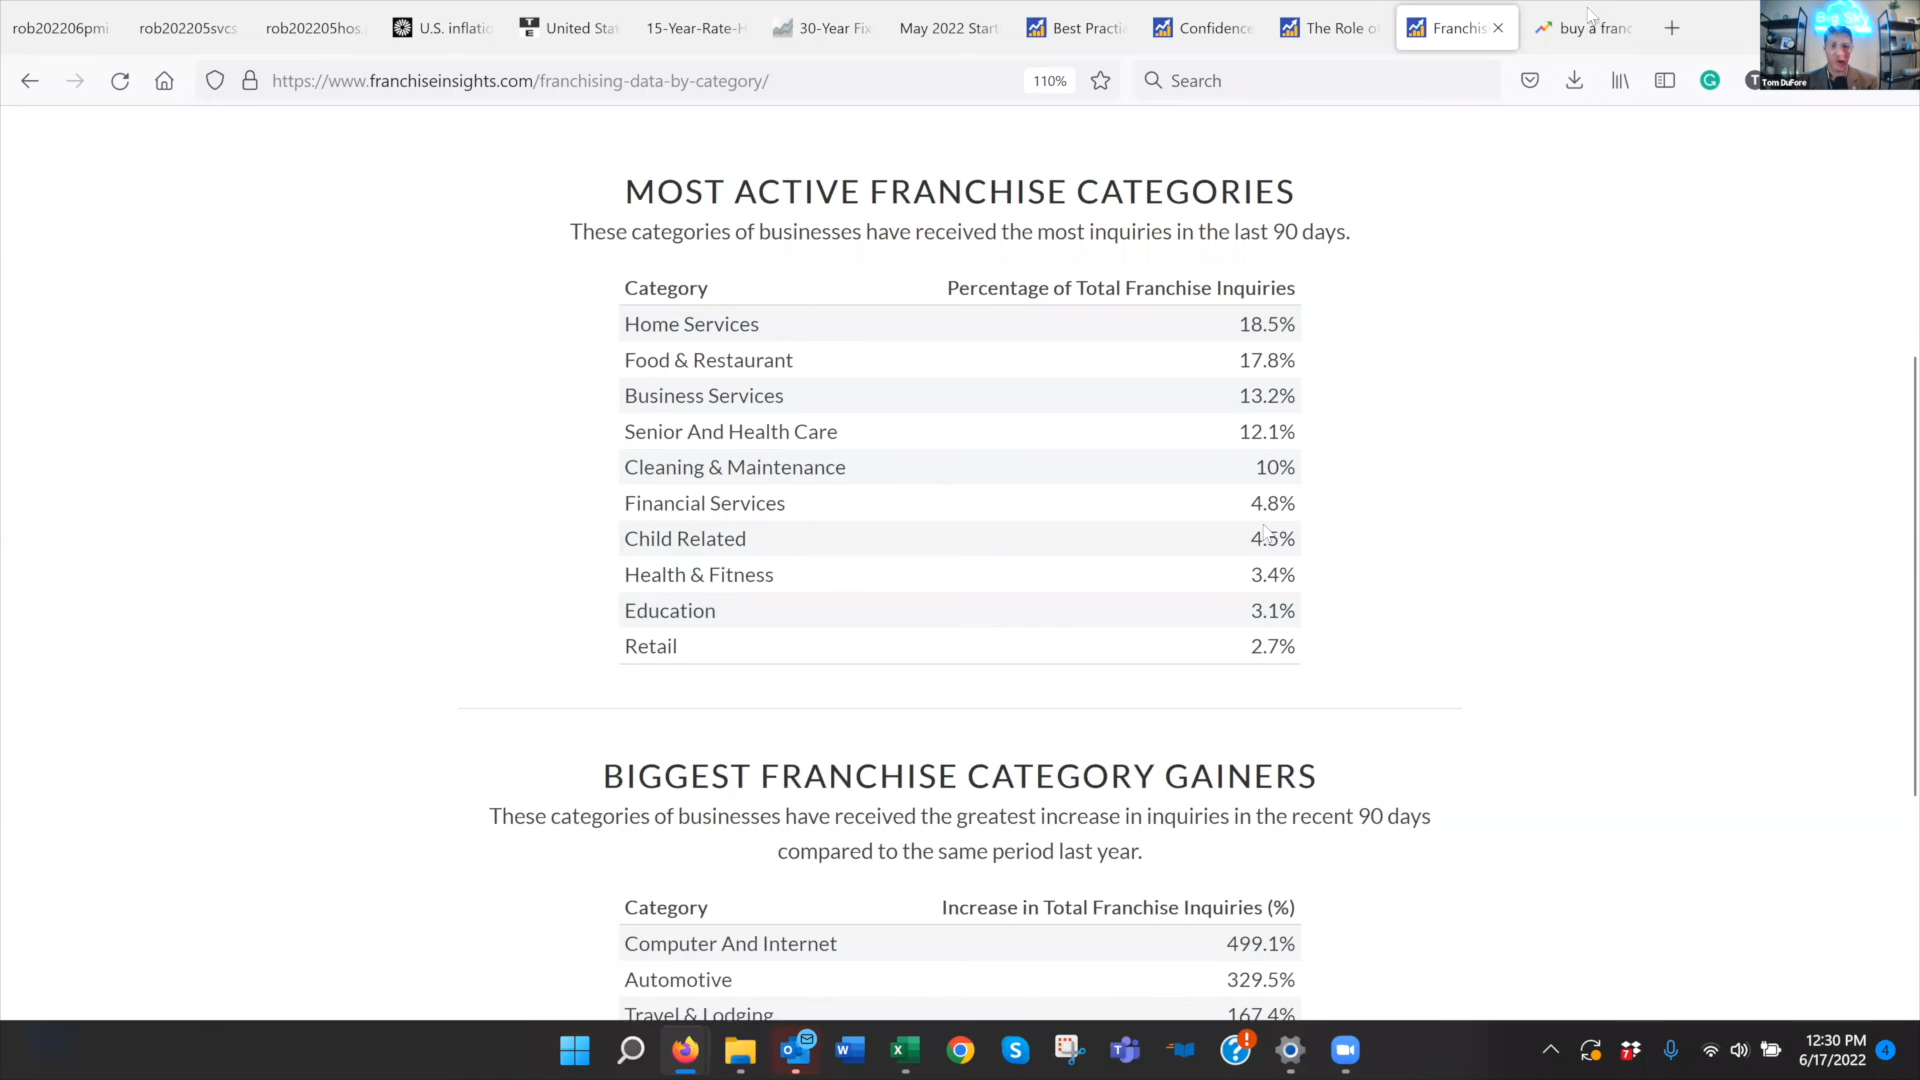 rob202206pmi
rob202205svcs
rob202205hos.
U.S. inflatio
United Sta
15-Year-Rate-H
30-Year Fix
May 2022 Start
Best Practi
Confidence
The Role o
Franchis
buy a franc
Big Sky
Tom DuFore
https://www.franchiseinsights.com/franchising-data-by-category/
110%
Search
MOST ACTIVE FRANCHISE CATEGORIES
These categories of businesses have received the most inquiries in the last 90 days.
Category Percentage of Total Franchise Inquiries
Home Services 18.5%
Food & Restaurant 17.8%
Business Services 13.2%
Senior And Health Care 12.1%
Cleaning & Maintenance 10%
Financial Services 4.8%
Child Related 4.5%
Health & Fitness 3.4%
Education 3.1%
Retail 2.7%
BIGGEST FRANCHISE CATEGORY GAINERS
These categories of businesses have received the greatest increase in inquiries in the recent 90 days
compared to the same period last year.
Category Increase in Total Franchise Inquiries (%)
Computer And Internet 499.1%
Automotive 329.5%
Travel & Lodging 167.4%
12:30 PM
6/17/2022
4